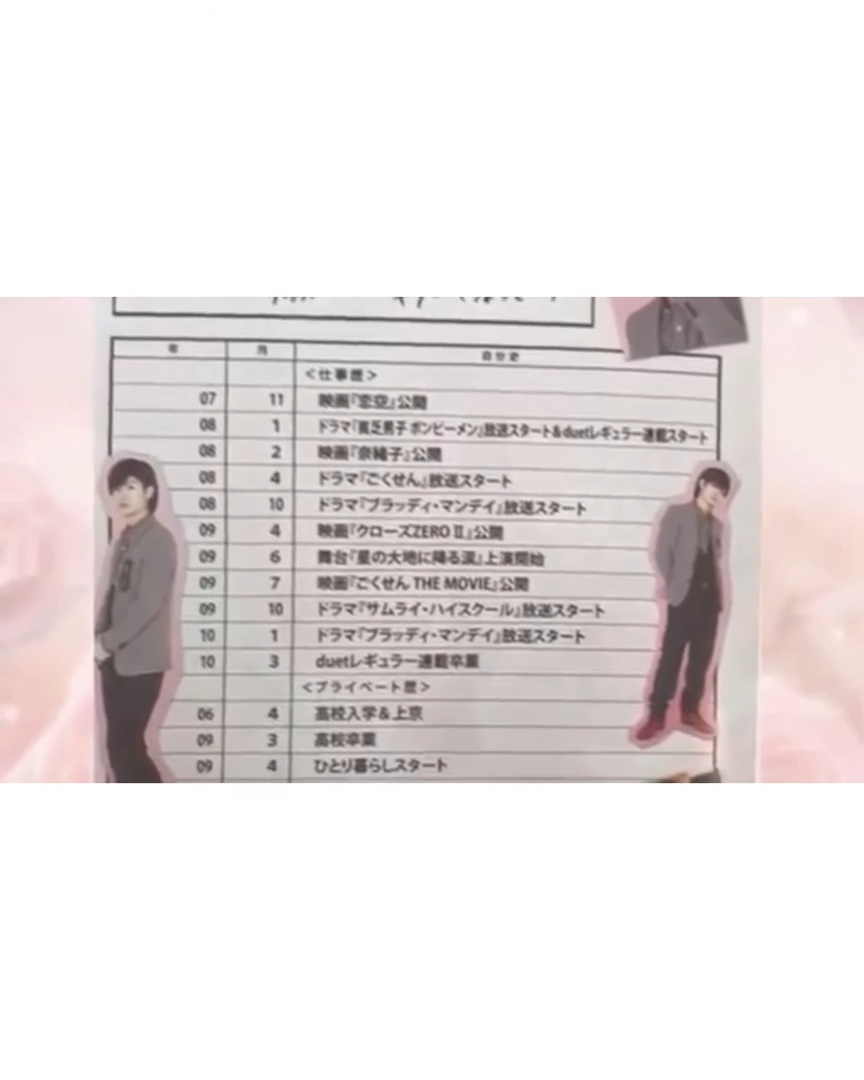 年 月 自分史
<仕事歴>
07 11 映画『恋空』公開
08 1 ドラマ『貧乏男子 ボンビーメン』放送スタート&duetレギュラー連載スタート
08 2 映画『奈緒子』公開
08 4 ドラマ『ごくせん』放送スタート
08 10 ドラマ『ブラッディ・マンデイ』放送スタート
09 4 映画『クローズZERO Ⅱ』公開
09 6 舞台『星の大地に降る涙』上演開始
09 7 映画『ごくせん THE MOVIE』公開
09 10 ドラマ『サムライ・ハイスクール』放送スタート
10 1 ドラマ『ブラッディ・マンデイ』放送スタート
10 3 duetレギュラー連載卒業
<プライベート歴>
06 4 高校入学&上京
09 3 高校卒業
09 4 ひとり暮らしスタート